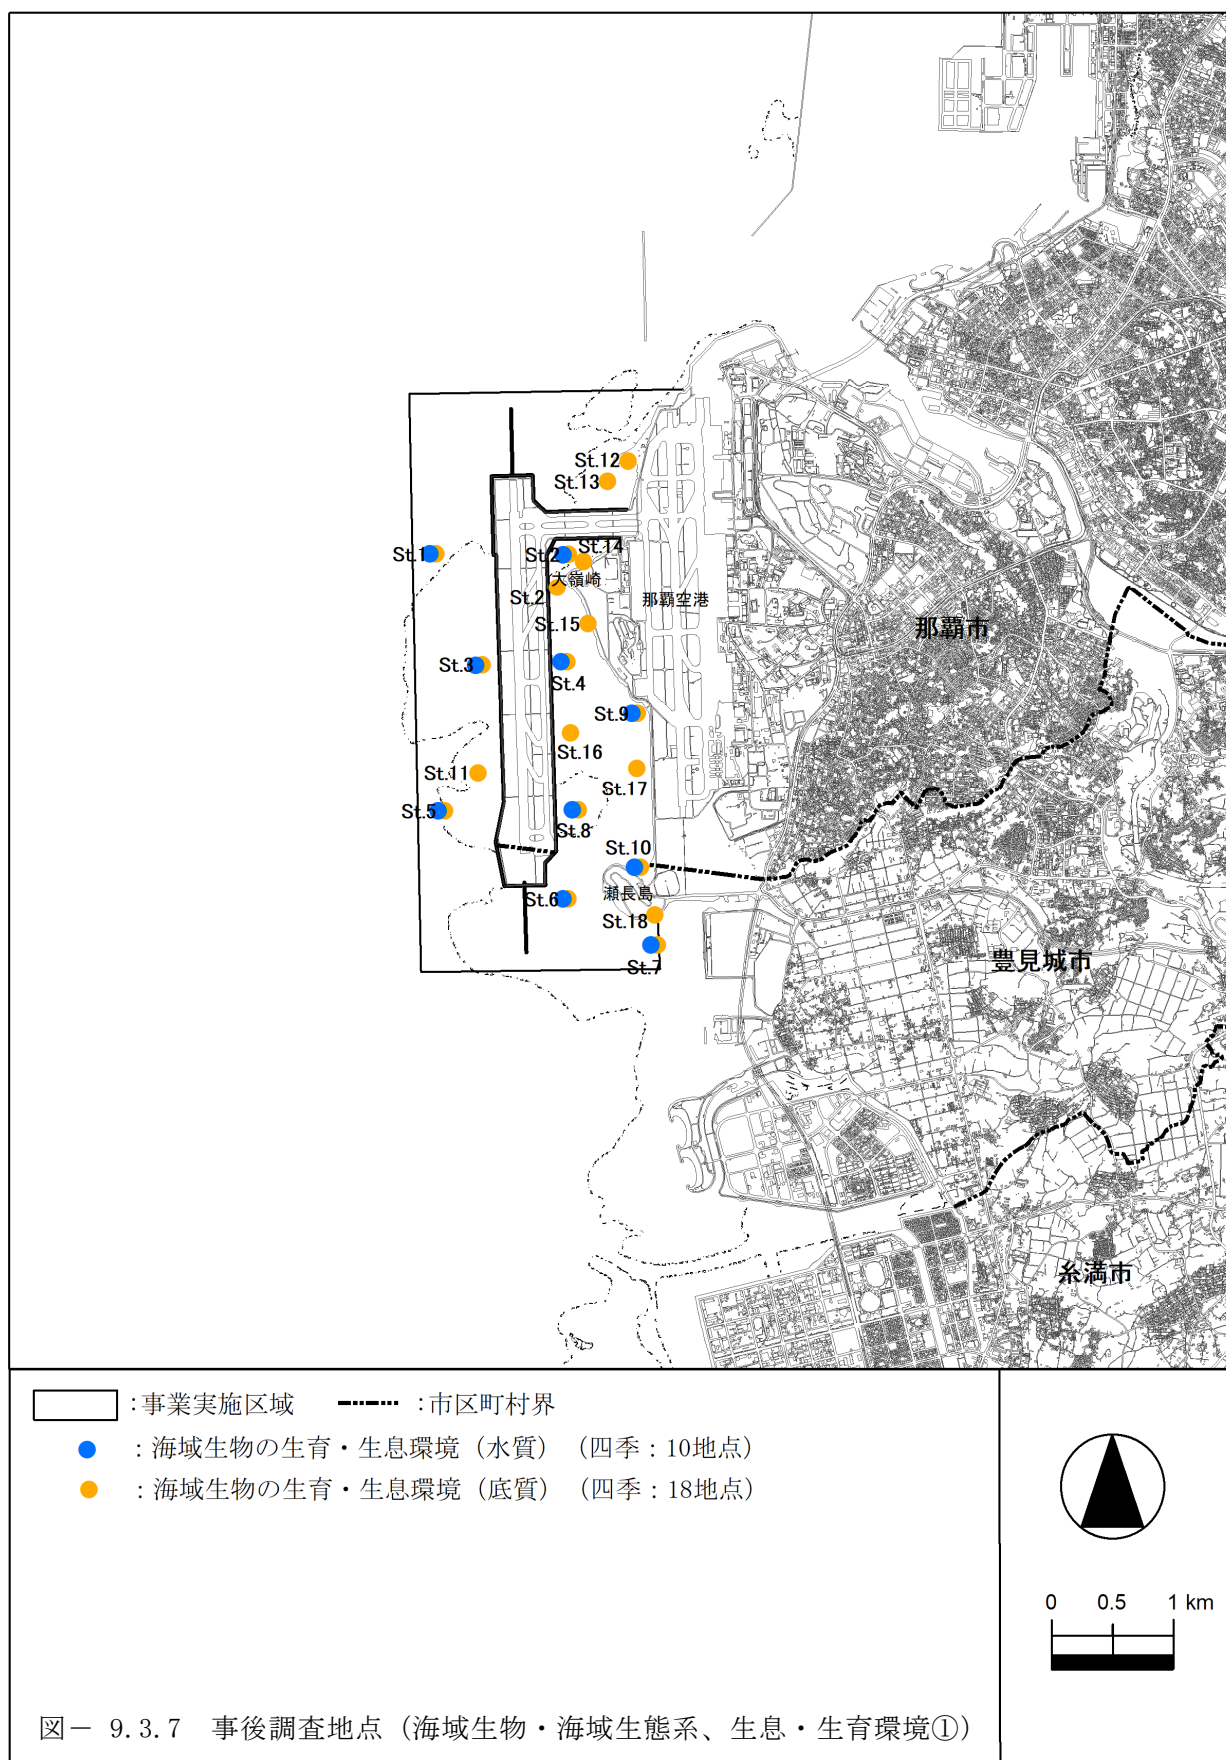 St.12
St.13
St.1
St.2
St.14
大嶺崎
St.2
那覇空港
St.15
那覇市
St.3
St.4
St.9
St.16
St.11
St.17
St.5
St.8
St.10
瀬長島
St.6
St.18
豊見城市
St.7
糸満市
：事業実施区域
：市区町村界
：海域生物の生育・生息環境（水質）（四季：10地点）
：海域生物の生育・生息環境（底質）（四季：18地点）
0 0.5 1 km
図－ 9.3.7 事後調査地点（海域生物・海域生態系、生息・生育環境①）